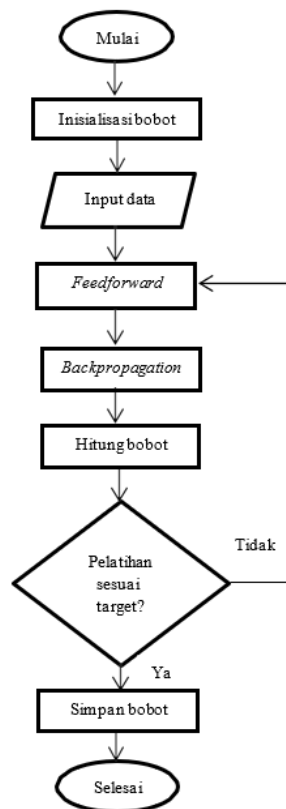 Mulai
Inisialisasi bobot
Input data
Feedforward
Backpropagation
Hitung bobot
Pelatihan
sesuai
target?
Tidak
Ya
Simpan bobot
Selesai